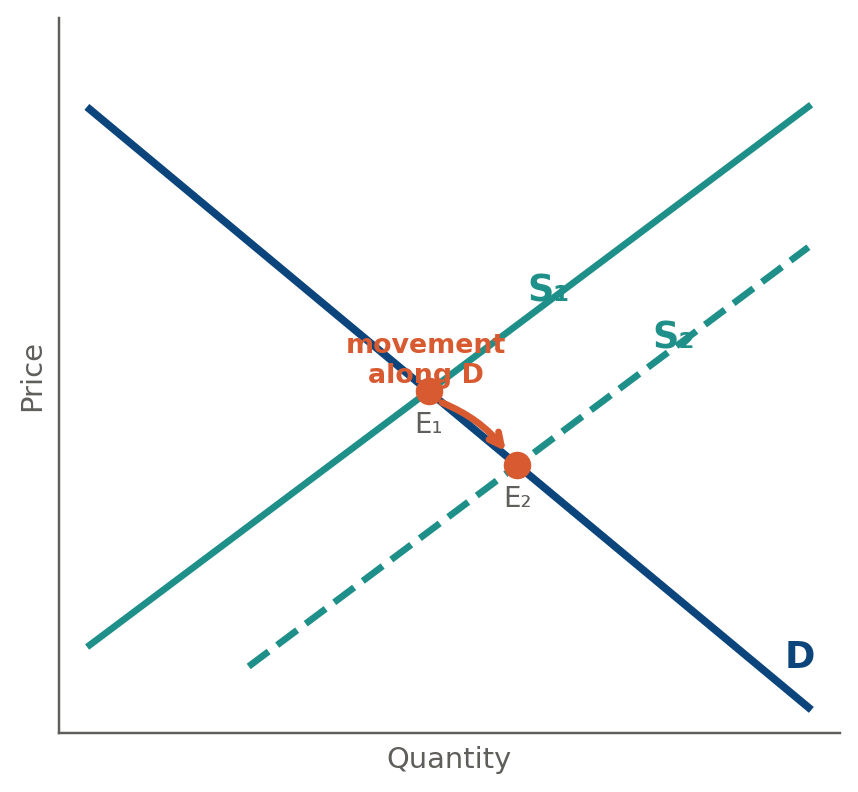 S₁
S₂
movement
along D
E₁
E₂
D
Price
Quantity